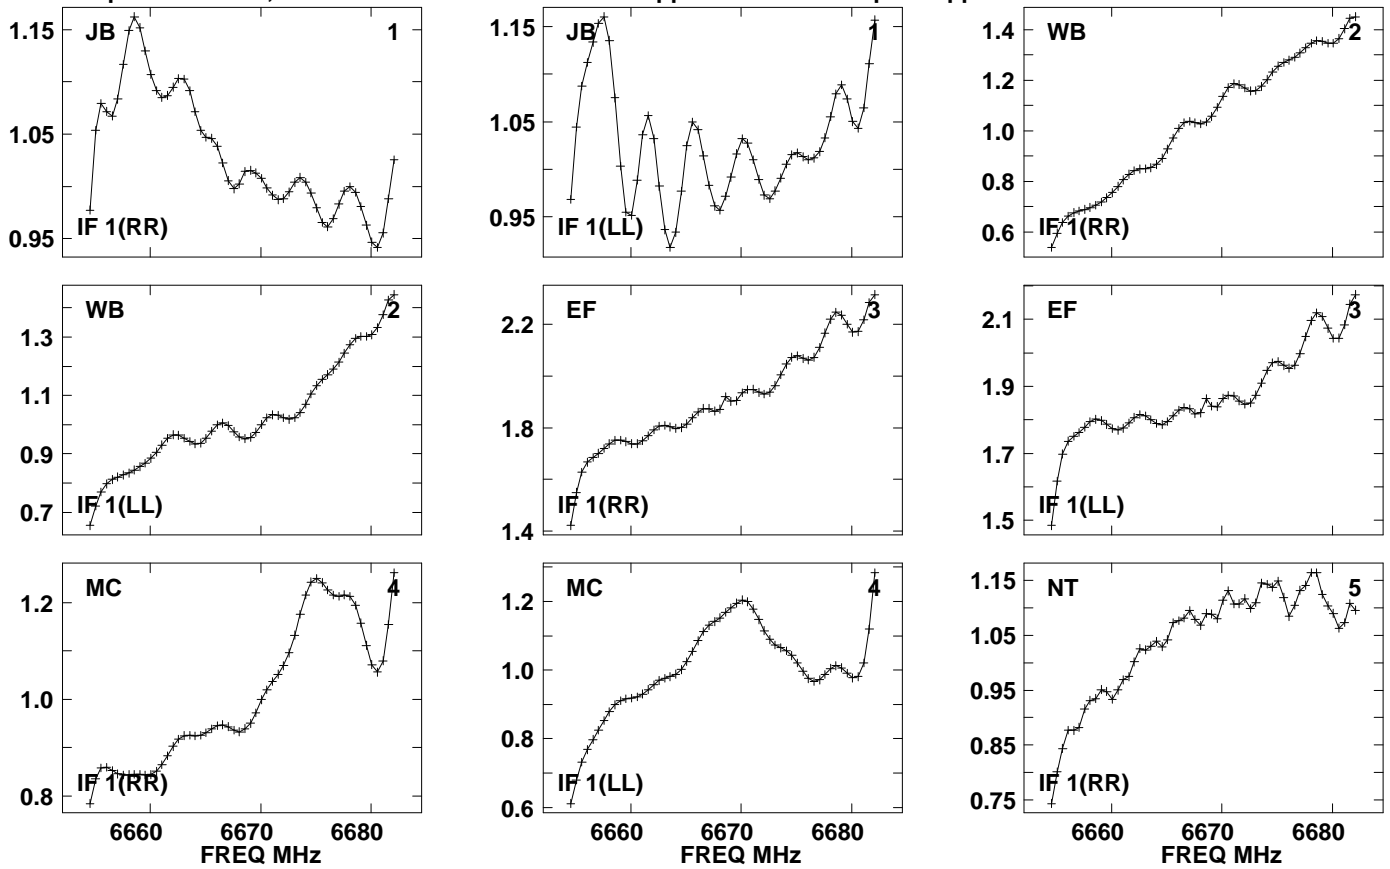 JB 1
1.15
1.05
0.95
IF 1(RR)
JB 1
1.15
1.05
0.95
IF 1(LL)
WB 2
1.4
1.2
1.0
0.8
0.6
IF 1(RR)
WB 2
1.3
1.1
0.9
0.7
IF 1(LL)
EF 3
2.2
1.8
1.4
IF 1(RR)
EF 3
2.1
1.9
1.7
1.5
IF 1(LL)
MC 4
1.2
1.0
0.8
IF 1(RR)
6660 6670 6680
FREQ MHz
MC 4
1.2
1.0
0.8
0.6
IF 1(LL)
6660 6670 6680
FREQ MHz
NT 5
1.15
1.05
0.95
0.85
0.75
IF 1(RR)
6660 6670 6680
FREQ MHz